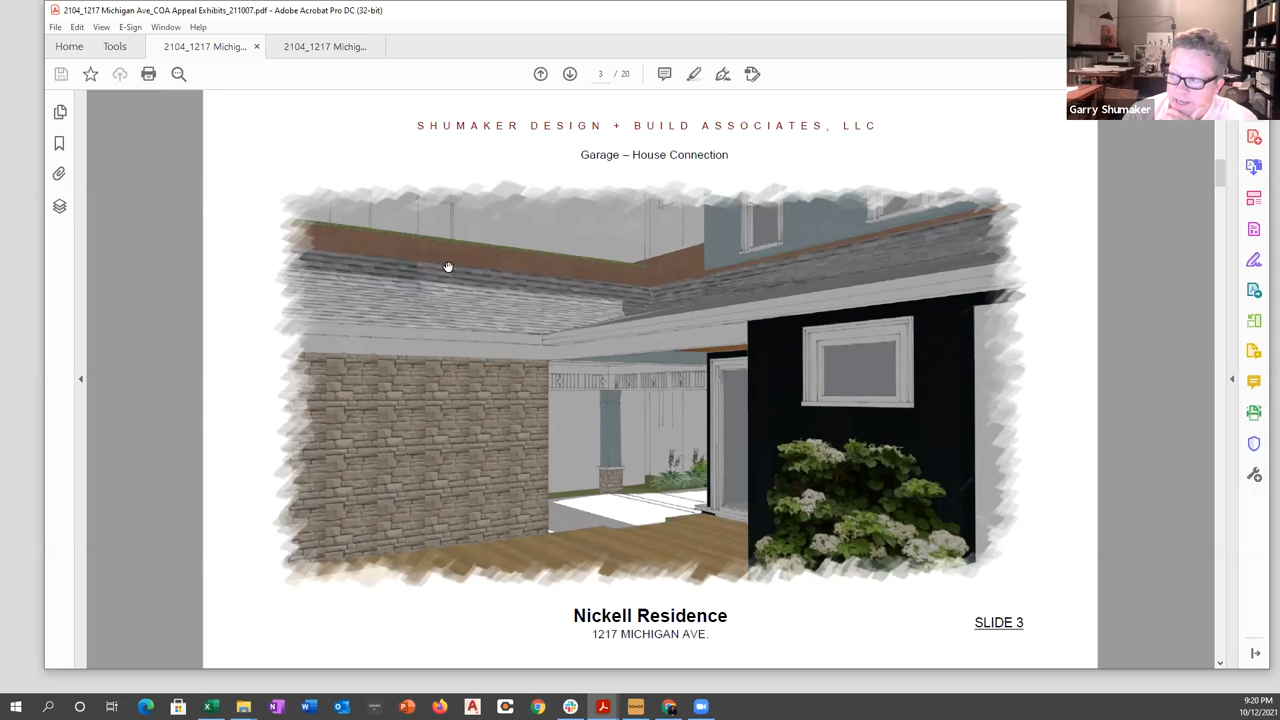 2104_1217 Michigan Ave_COA Appeal Exhibits_211007.pdf - Adobe Acrobat Pro DC (32-bit)
File Edit View E-Sign Window Help
Home Tools 2104_1217 Michig... × 2104_1217 Michig...
3 / 20
Garry Shumaker
SHUMAKER DESIGN + BUILD ASSOCIATES, LLC
Garage – House Connection
Nickell Residence
1217 MICHIGAN AVE.
SLIDE 3
9:20 PM
10/12/2021